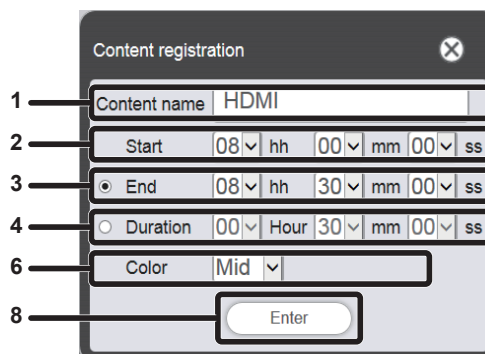 Content registration
1 Content name HDMI
2 Start 08 hh 00 mm 00 ss
3 End 08 hh 30 mm 00 ss
4 Duration 00 Hour 30 mm 00 ss
6 Color Mid
8 Enter